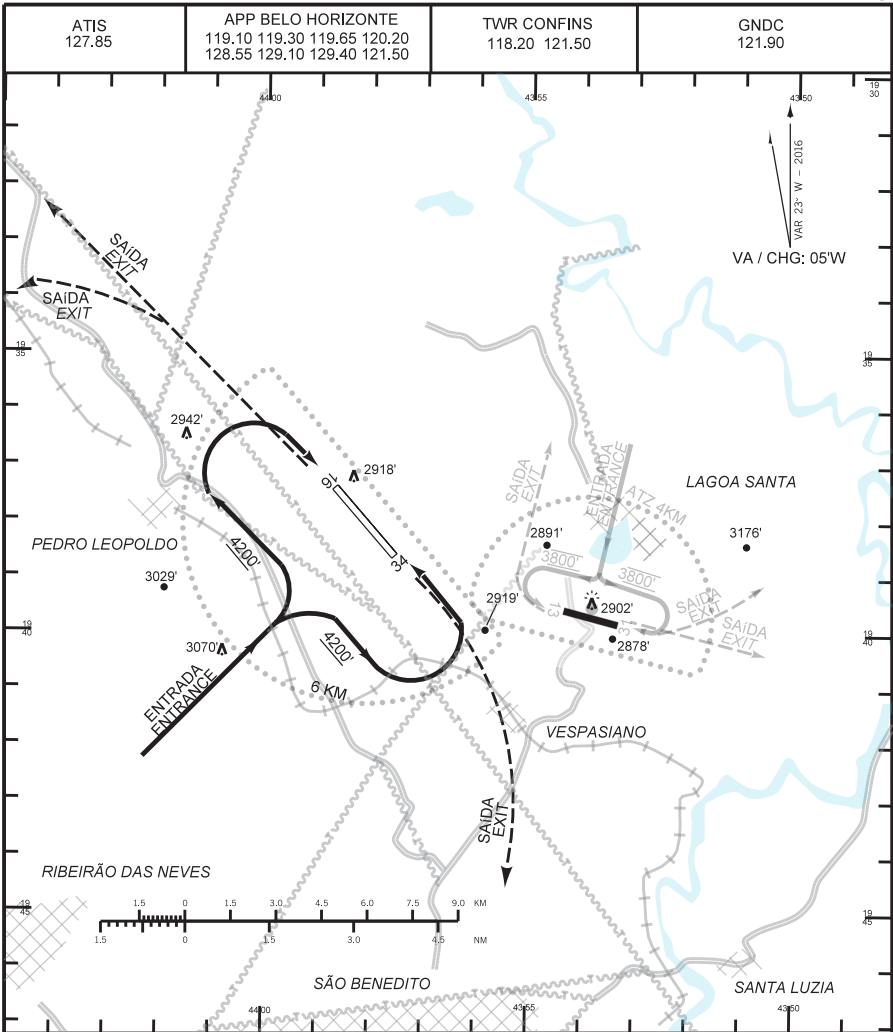 ATIS
127.85
APP BELO HORIZONTE
119.10 119.30 119.65 120.20
128.55 129.10 129.40 121.50
TWR CONFINS
118.20 121.50
GNDC
121.90
44 00
43 55
43 50
19
30
VAR 23° W - 2016
VA / CHG: 05'W
SAíDA
EXIT
SAíDA
EXIT
19
35
19
35
2942'
2918'
16
34
PEDRO LEOPOLDO
4200'
3029'
4200'
3070'
6 KM
ENTRADA
ENTRANCE
SAíDA
EXIT
ENTRADA
ENTRANCE
ATZ 4KM
LAGOA SANTA
2891'
3176'
3800'
3800'
2919'
2902'
13
31
2878'
SAíDA
EXIT
SAíDA
EXIT
19
40
19
40
VESPASIANO
SAíDA
EXIT
RIBEIRÃO DAS NEVES
1.5 0 1.5 3.0 4.5 6.0 7.5 9.0 KM
1.5 0 1.5 3.0 4.5 NM
19
45
19
45
SÃO BENEDITO
SANTA LUZIA
44 00
43 55
43 50